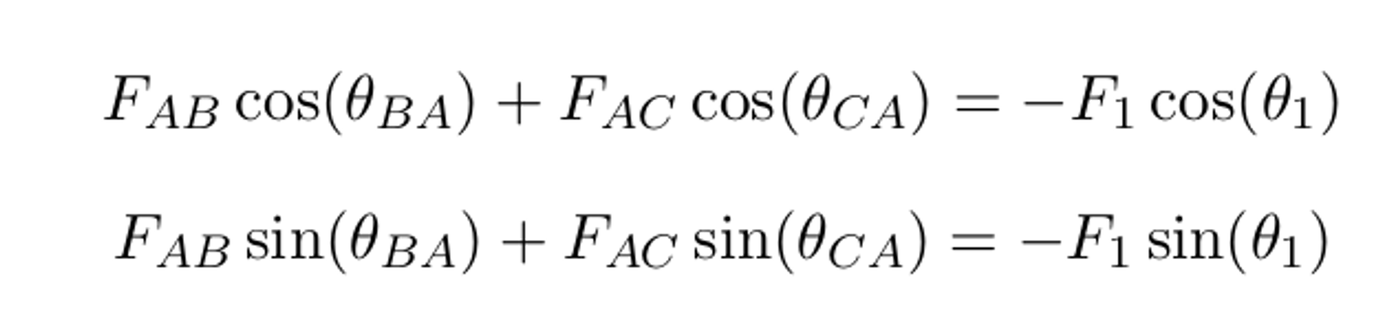 F_{AB} cos(θ_{BA}) + F_{AC} cos(θ_{CA}) = −F_1 cos(θ_1)
F_{AB} sin(θ_{BA}) + F_{AC} sin(θ_{CA}) = −F_1 sin(θ_1)